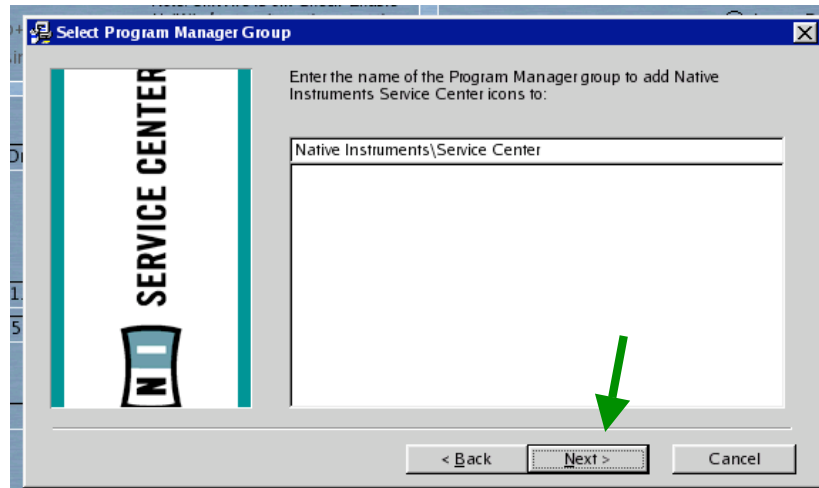 Select Program Manager Group
Enter the name of the Program Manager group to add Native
Instruments Service Center icons to:
Native Instruments\Service Center
SERVICE CENTER
N I
< Back
Next >
Cancel